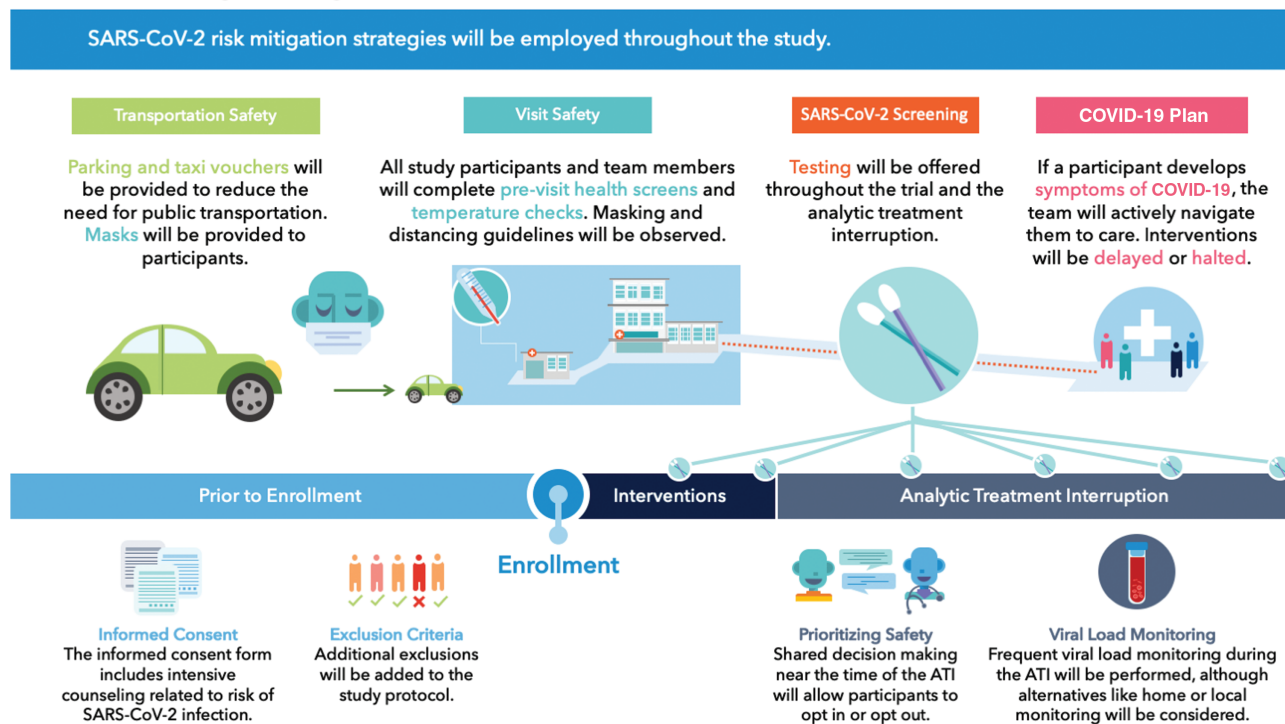 SARS-CoV-2 risk mitigation strategies will be employed throughout the study.
Transportation Safety
Parking and taxi vouchers will
be provided to reduce the
need for public transportation.
Masks will be provided to
participants.
Visit Safety
All study participants and team members
will complete pre-visit health screens and
temperature checks. Masking and
distancing guidelines will be observed.
SARS-CoV-2 Screening
Testing will be offered
throughout the trial and the
analytic treatment
interruption.
COVID-19 Plan
If a participant develops
symptoms of COVID-19, the
team will actively navigate
them to care. Interventions
will be delayed or halted.
Prior to Enrollment
Interventions
Analytic Treatment Interruption
Enrollment
Informed Consent
The informed consent form
includes intensive
counseling related to risk of
SARS-CoV-2 infection.
Exclusion Criteria
Additional exclusions
will be added to the
study protocol.
Prioritizing Safety
Shared decision making
near the time of the ATI
will allow participants to
opt in or opt out.
Viral Load Monitoring
Frequent viral load monitoring during
the ATI will be performed, although
alternatives like home or local
monitoring will be considered.